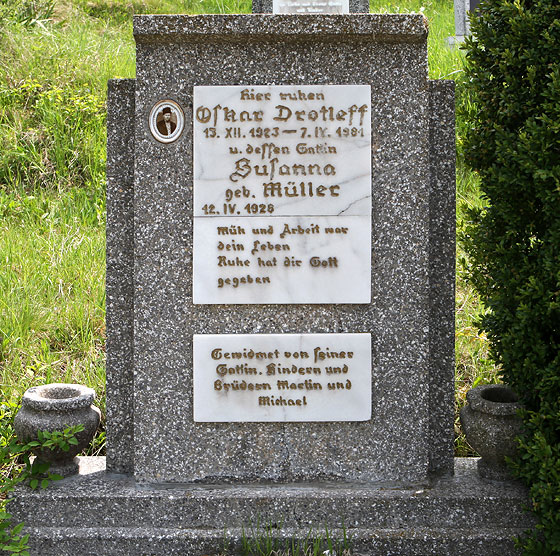 Hier ruhen
Oskar Drotleff
13. XII. 1923 — 7. IV. 1981
u. dessen Gattin
Susanna
geb. Müller
12. IV. 1928
Müh und Arbeit war
dein Leben
Ruhe hat dir Gott
gegeben
Gewidmet von seiner
Gattin. Kindern und
Brüdern Martin und
Michael